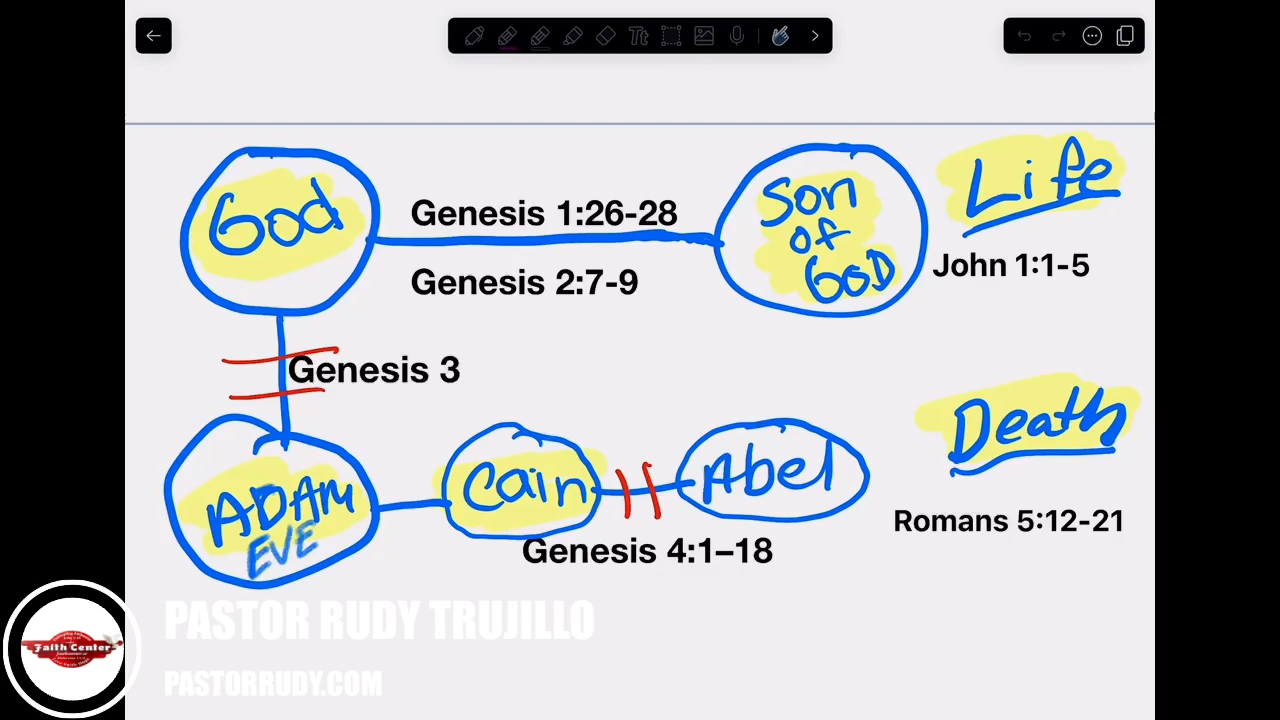 God
Genesis 1:26-28
Genesis 2:7-9
Son
of
GOD
Life
John 1:1-5
Genesis 3
ADAM
EVE
Cain
Abel
Genesis 4:1–18
Death
Romans 5:12-21
PASTOR RUDY TRUJILLO
PASTORRUDY.COM
Faith Center
Tt